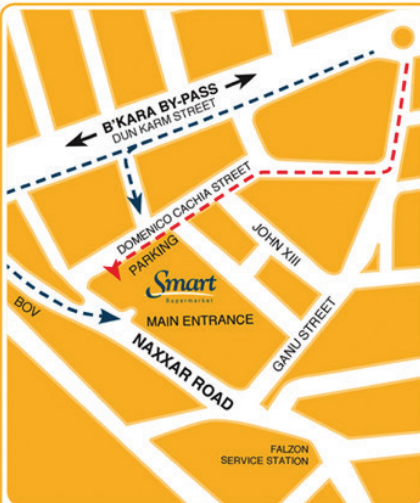 B'KARA BY-PASS
DUN KARM STREET
DOMENICO CACHIA STREET
PARKING
JOHN XIII
Smart
Supermarket
BOV
MAIN ENTRANCE
GANU STREET
NAXXAR ROAD
FALZON
SERVICE STATION